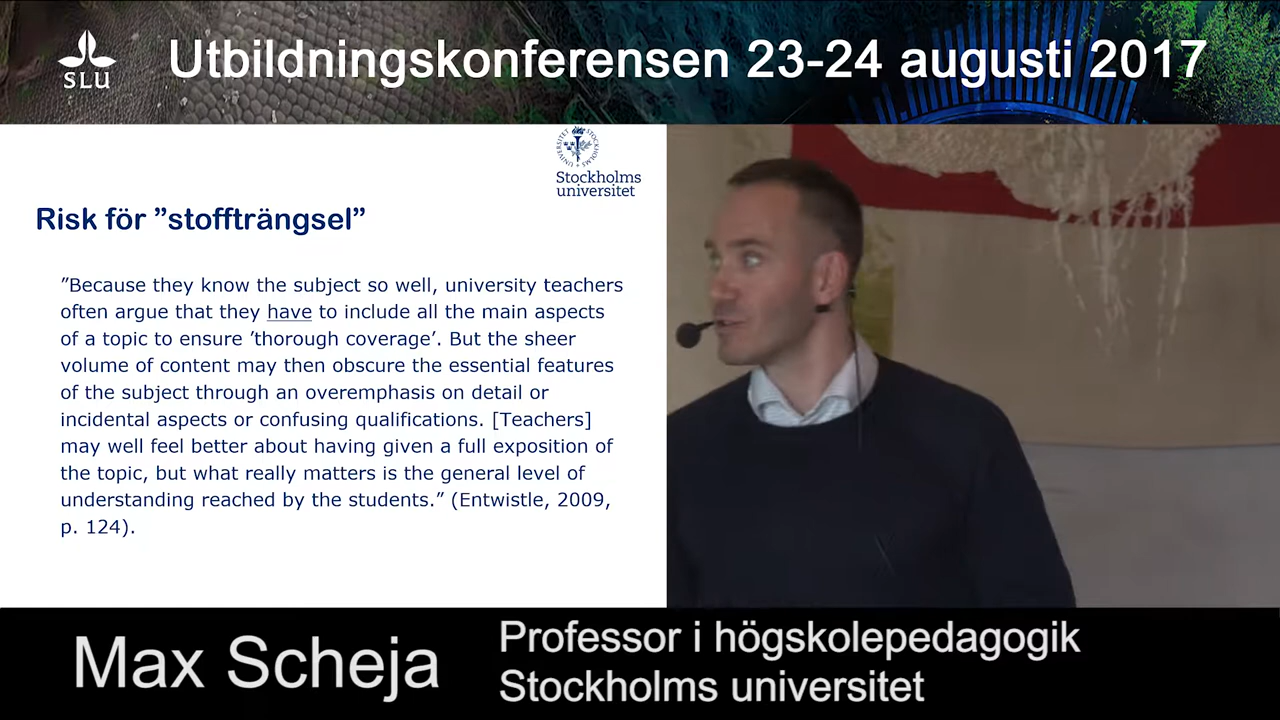 SLU
Utbildningskonferensen 23-24 augusti 2017
Stockholms
universitet
Risk för ”stoffträngsel”
”Because they know the subject so well, university teachers
often argue that they have to include all the main aspects
of a topic to ensure ’thorough coverage’. But the sheer
volume of content may then obscure the essential features
of the subject through an overemphasis on detail or
incidental aspects or confusing qualifications. [Teachers]
may well feel better about having given a full exposition of
the topic, but what really matters is the general level of
understanding reached by the students.” (Entwistle, 2009,
p. 124).
Max Scheja
Professor i högskolepedagogik
Stockholms universitet